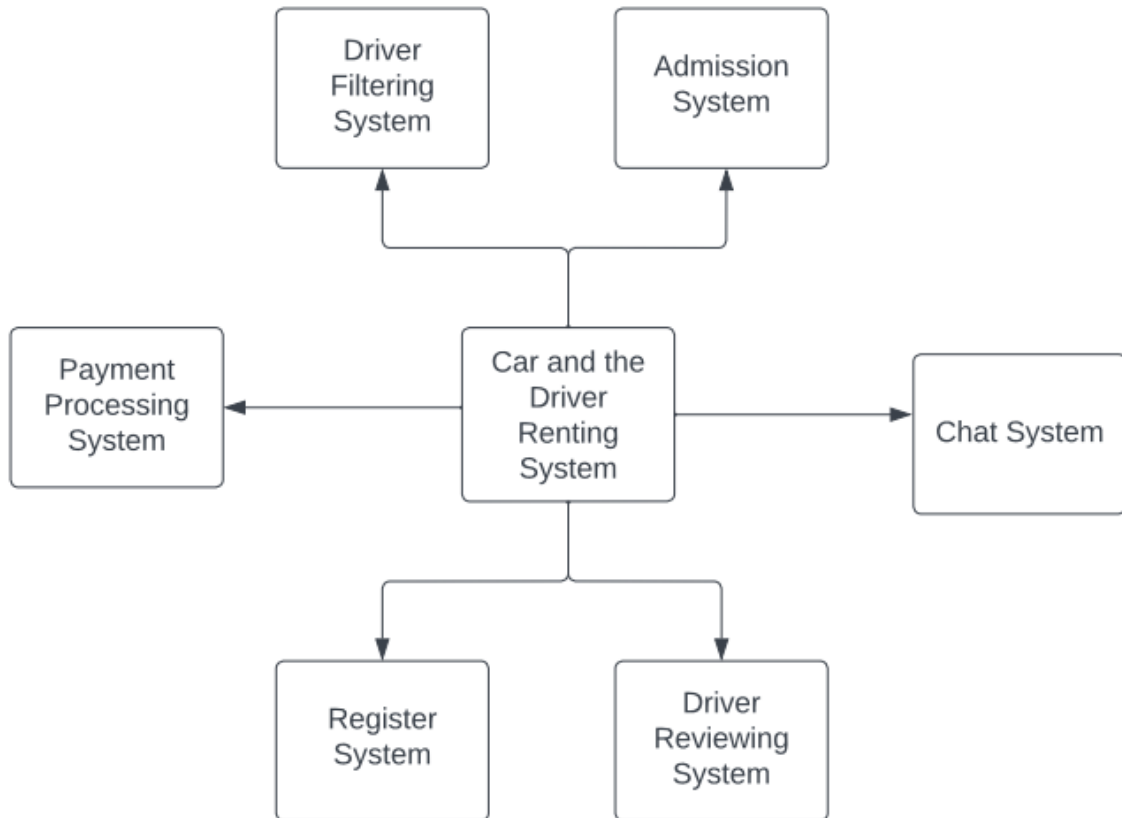 Driver
Filtering
System
Admission
System
Payment
Processing
System
Car and the
Driver
Renting
System
Chat System
Register
System
Driver
Reviewing
System